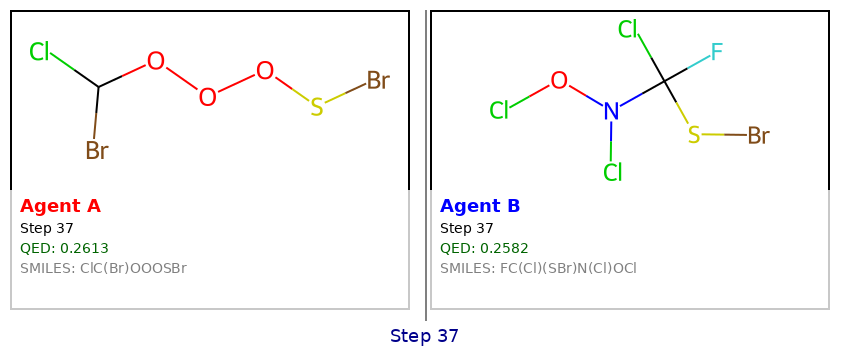 Cl
O
O
O
S
Br
Br
Agent A
Step 37
QED: 0.2613
SMILES: ClC(Br)OOOSBr
Cl
F
O
Cl
N
S
Br
Cl
Agent B
Step 37
QED: 0.2582
SMILES: FC(Cl)(SBr)N(Cl)OCl
Step 37